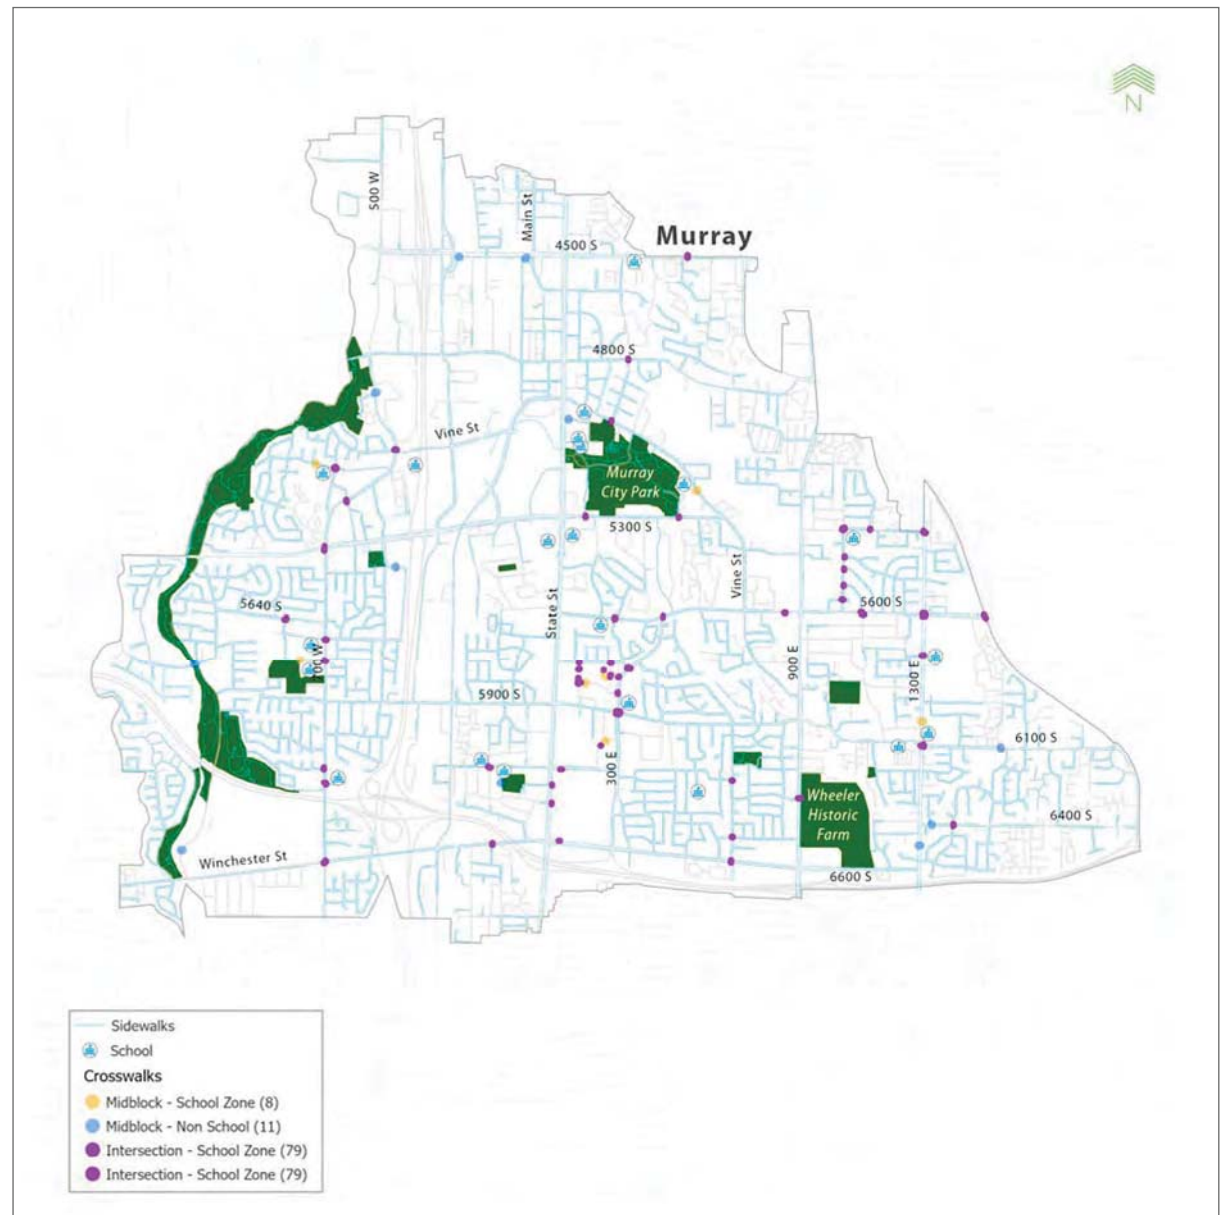 N
500 W
Main St
Murray
4500 S
4800 S
Vine St
Murray
City Park
5300 S
Vine St
5640 S
State St
5600 S
700 W
900 E
1300 E
5900 S
6100 S
300 E
Wheeler
Historic
Farm
6400 S
Winchester St
6600 S
Sidewalks
School
Crosswalks
Midblock - School Zone (8)
Midblock - Non School (11)
Intersection - School Zone (79)
Intersection - School Zone (79)